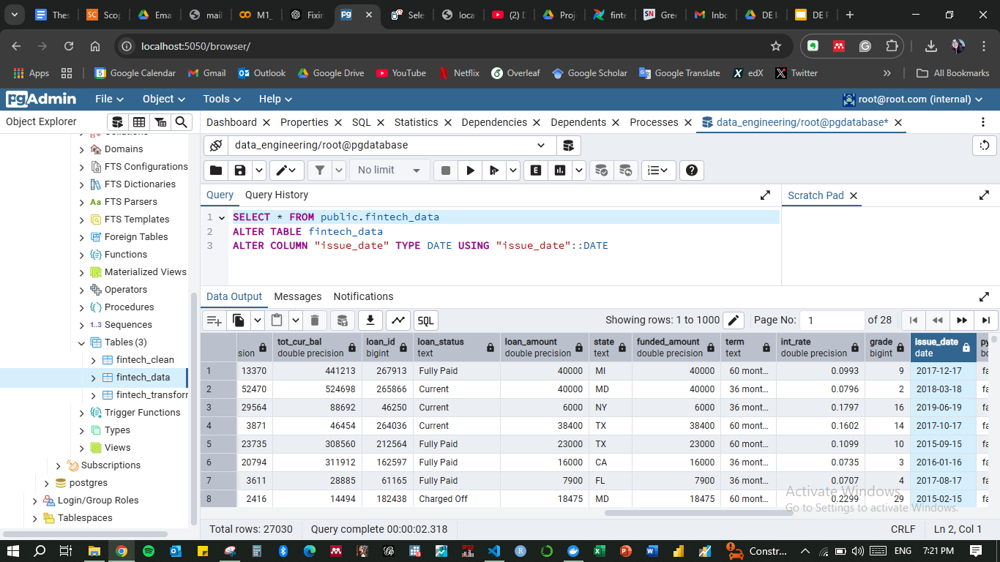 Thes
Scop
Ema
mail
M1_
Fixir
Sele
loca
(2) D
Proj
finte
Gree
Inbc
DE I
DE P
localhost:5050/browser/
Apps
Google Calendar
Gmail
Outlook
Google Drive
YouTube
Netflix
Overleaf
Google Scholar
Google Translate
edX
Twitter
All Bookmarks
pgAdmin File Object Tools Help root@root.com (internal)
Object Explorer
Dashboard Properties SQL Statistics Dependencies Dependents Processes data_engineering/root@pgdatabase*
Domains
FTS Configurations
FTS Dictionaries
FTS Parsers
FTS Templates
Foreign Tables
Functions
Materialized Views
Operators
Procedures
Sequences
Tables (3)
fintech_clean
fintech_data
fintech_transforr
Trigger Functions
Types
Views
Subscriptions
postgres
Login/Group Roles
Tablespaces
data_engineering/root@pgdatabase
No limit
Query Query History
Scratch Pad
1 SELECT * FROM public.fintech_data
2 ALTER TABLE fintech_data
3 ALTER COLUMN "issue_date" TYPE DATE USING "issue_date"::DATE
Data Output Messages Notifications
SQL Showing rows: 1 to 1000 Page No: 1 of 28
tot_cur_bal loan_id loan_status loan_amount state funded_amount term int_rate grade issue_date py
sion double precision bigint text double precision text double precision text double precision bigint date bo
1 13370 441213 267913 Fully Paid 40000 MI 40000 60 mont... 0.0993 9 2017-12-17 fa
2 52470 524698 265866 Current 40000 MD 40000 36 mont... 0.0796 2 2018-03-18 fa
3 29564 88692 46250 Current 6000 NY 6000 36 mont... 0.1797 16 2019-06-19 fa
4 3871 46454 264036 Current 38400 TX 38400 60 mont... 0.1602 14 2017-10-17 fa
5 23735 308560 212564 Fully Paid 23000 TX 23000 60 mont... 0.1099 10 2015-09-15 fa
6 20794 311912 162597 Fully Paid 16000 CA 16000 36 mont... 0.0735 3 2016-01-16 fa
7 3611 28885 61165 Fully Paid 7900 FL 7900 36 mont... 0.0707 4 2017-08-17 fa
8 2416 14494 182438 Charged Off 18475 MD 18475 60 mont... 0.2299 29 2015-02-15 fa
Activate Windows
Go to Settings to activate Windows.
Total rows: 27030 Query complete 00:00:02.318 CRLF Ln 2, Col 1
Constr... ENG 7:21 PM